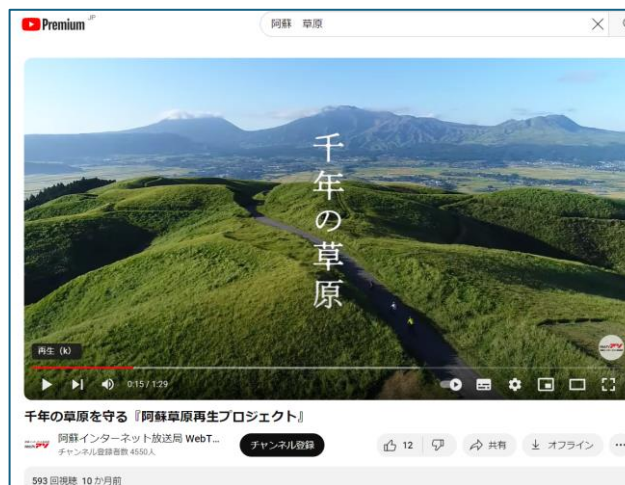 Premium JP
阿蘇 草原
千年の草原
再生 (k)
0:15 / 1:29
千年の草原を守る『阿蘇草原再生プロジェクト』
阿蘇インターネット放送局 WebT...
チャンネル登録者数 4550人
チャンネル登録
12
共有
オフライン
593 回視聴 10 か月前